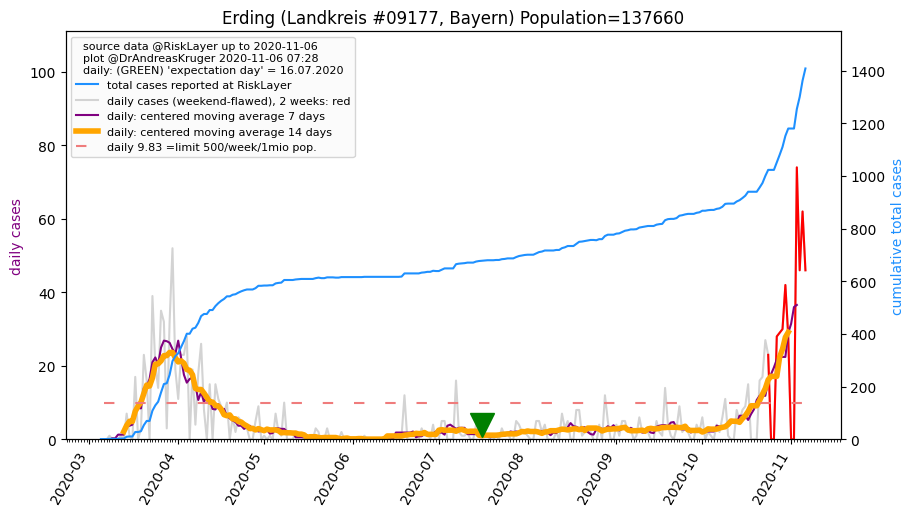 Erding (Landkreis #09177, Bayern) Population=137660
source data @RiskLayer up to 2020-11-06
plot @DrAndreasKruger 2020-11-06 07:28
daily: (GREEN) 'expectation day' = 16.07.2020
total cases reported at RiskLayer
daily cases (weekend-flawed), 2 weeks: red
daily: centered moving average 7 days
daily: centered moving average 14 days
daily 9.83 =limit 500/week/1mio pop.
daily cases
100
80
60
40
20
0
cumulative total cases
1400
1200
1000
800
600
400
200
0
2020-03
2020-04
2020-05
2020-06
2020-07
2020-08
2020-09
2020-10
2020-11